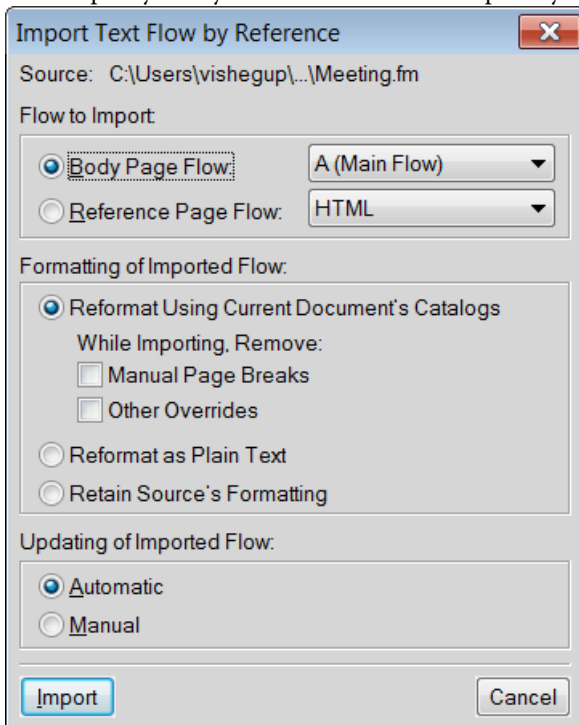 Import Text Flow by Reference
Source: C:\Users\vishegup\...\Meeting.fm
Flow to Import:
Body Page Flow: A (Main Flow)
Reference Page Flow: HTML
Formatting of Imported Flow:
Reformat Using Current Document's Catalogs
While Importing, Remove:
Manual Page Breaks
Other Overrides
Reformat as Plain Text
Retain Source's Formatting
Updating of Imported Flow:
Automatic
Manual
Import Cancel